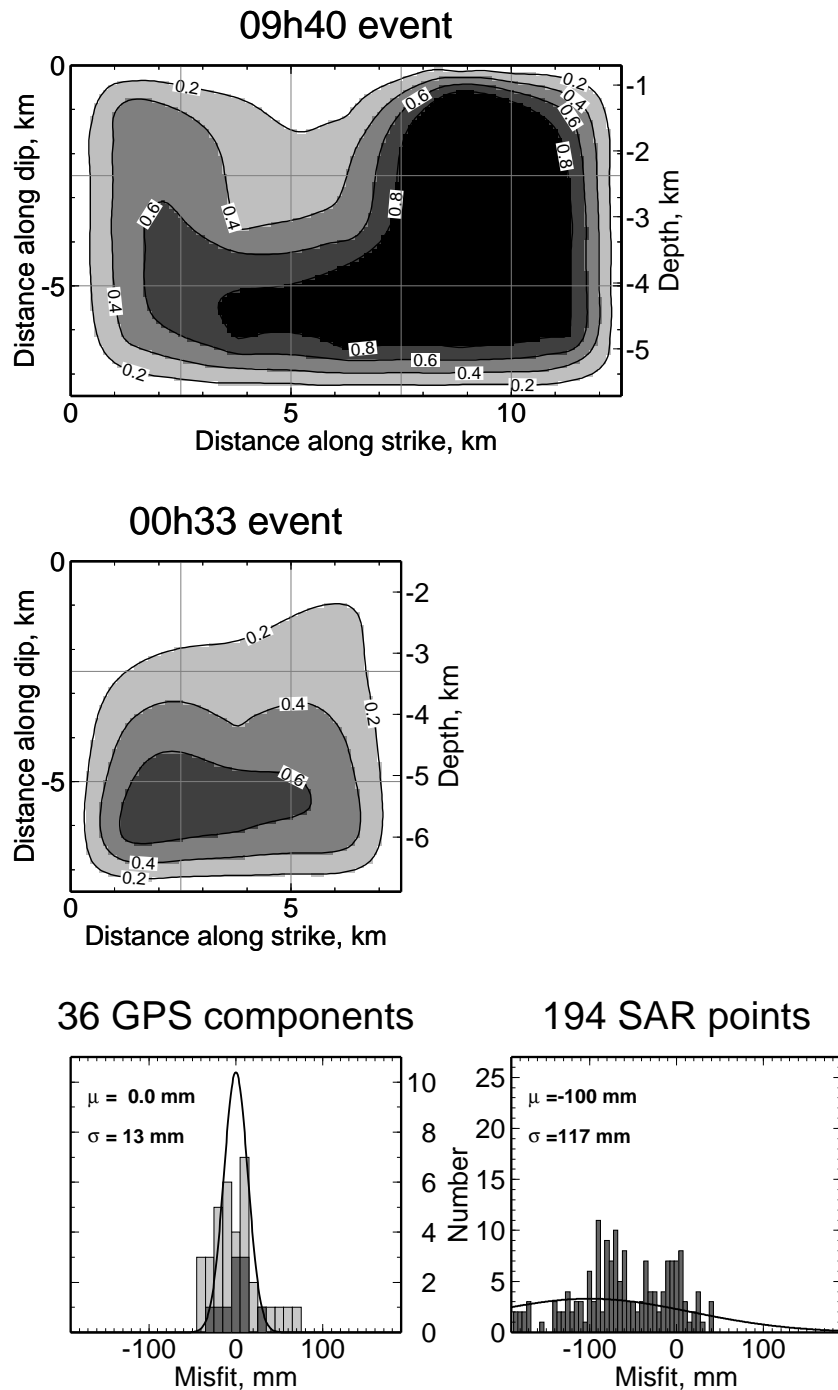 09h40 event
0
-5
Distance along dip, km
0.2
0.2
0.4
0.6
0.6
0.8
0.8
0.6
0.4
0.4
0.8
0.6
0.4
0.2
0.2
-1
-2
-3
-4
-5
Depth, km
0 5 10
Distance along strike, km
00h33 event
0
-5
Distance along dip, km
0.2
0.4
0.2
0.6
0.4
0.2
-2
-3
-4
-5
-6
Depth, km
0 5
Distance along strike, km
36 GPS components
μ = 0.0 mm
σ = 13 mm
10
8
6
4
2
0
-100 0 100
Misfit, mm
194 SAR points
Number
μ =-100 mm
σ =117 mm
25
20
15
10
5
0
-100 0 100
Misfit, mm